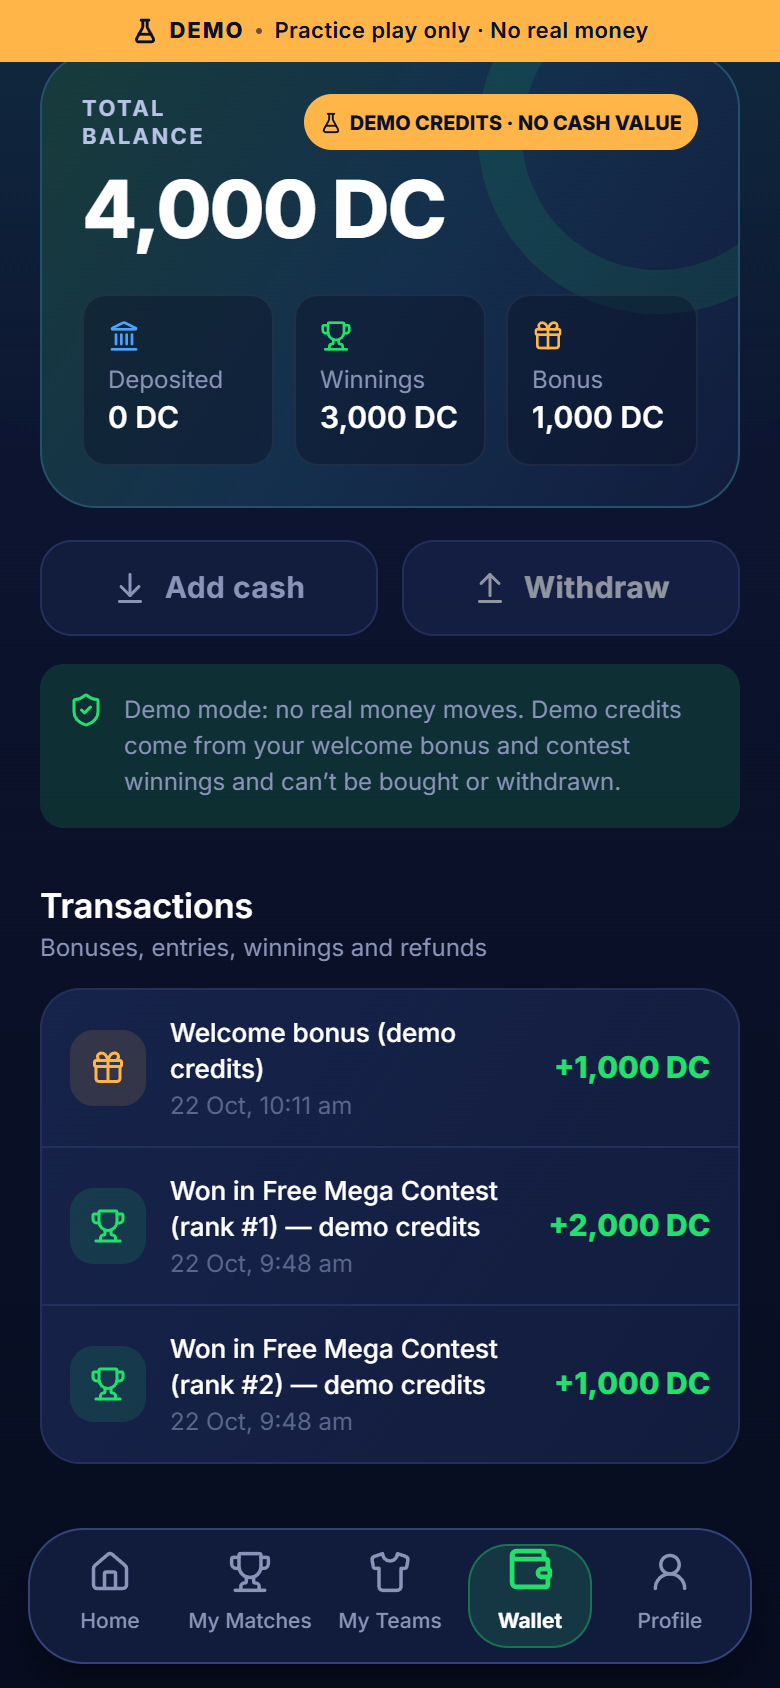 DEMO • Practice play only · No real money
TOTAL
BALANCE
DEMO CREDITS · NO CASH VALUE
4,000 DC
Deposited
0 DC
Winnings
3,000 DC
Bonus
1,000 DC
Add cash
Withdraw
Demo mode: no real money moves. Demo credits
come from your welcome bonus and contest
winnings and can’t be bought or withdrawn.
Transactions
Bonuses, entries, winnings and refunds
Welcome bonus (demo
credits)
22 Oct, 10:11 am
+1,000 DC
Won in Free Mega Contest
(rank #1) — demo credits
22 Oct, 9:48 am
+2,000 DC
Won in Free Mega Contest
(rank #2) — demo credits
22 Oct, 9:48 am
+1,000 DC
Home
My Matches
My Teams
Wallet
Profile